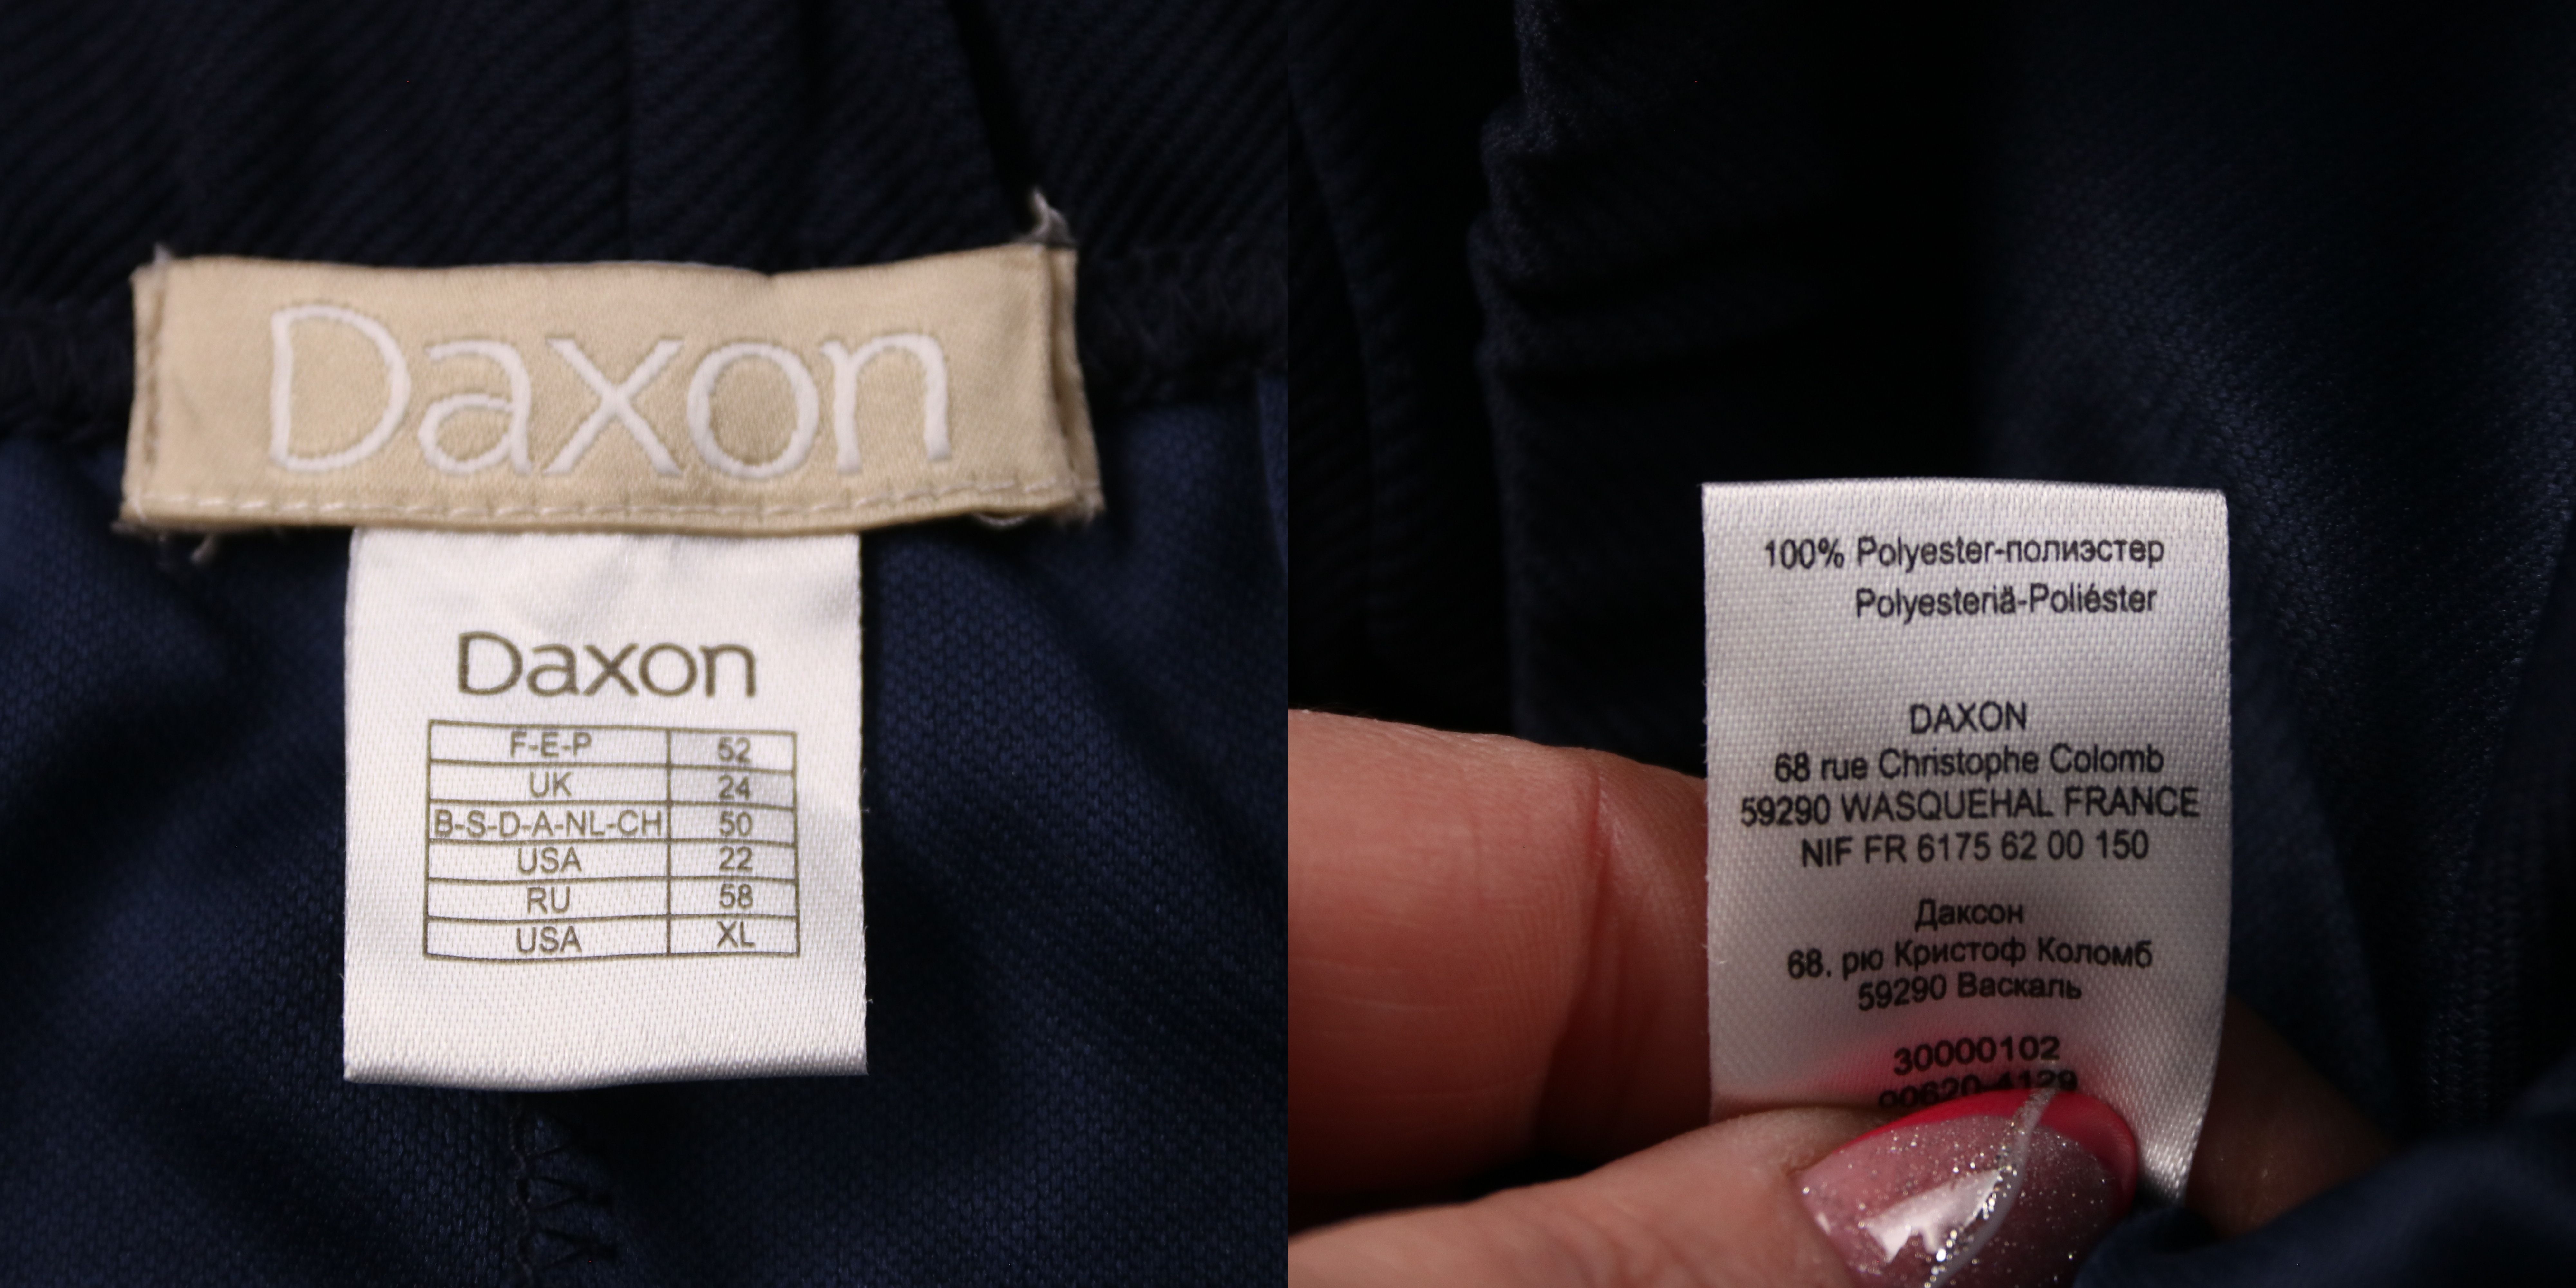 Daxon
Daxon
F-E-P 52
UK 24
B-S-D-A-NL-CH 50
USA 22
RU 58
USA XL
100% Polyester-полиэстер
Polyesteriä-Poliéster
DAXON
68 rue Christophe Colomb
59290 WASQUEHAL FRANCE
NIF FR 6175 62 00 150
Даксон
68. рю Кристоф Коломб
59290 Васкаль
30000102
00620-4129